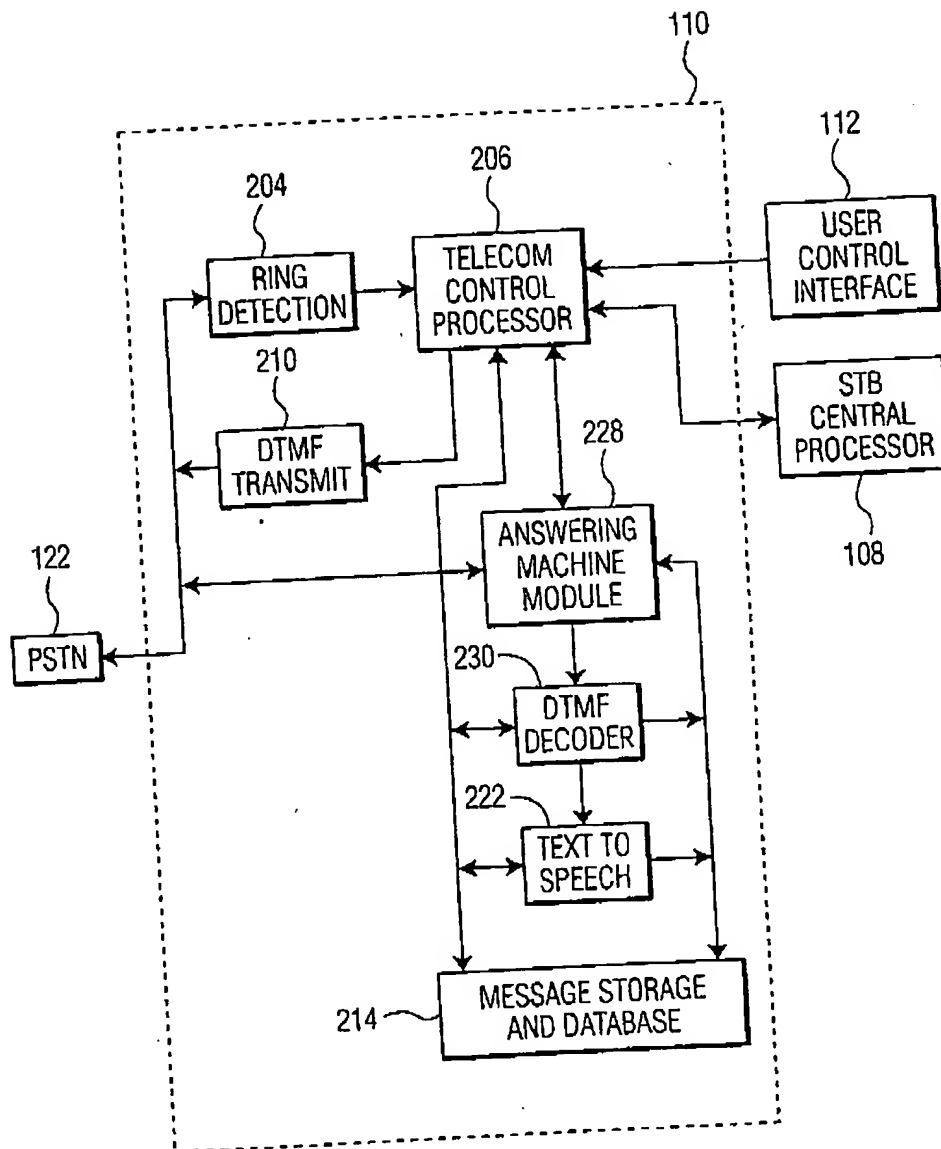 110
112
204
206
RING
DETECTION
TELECOM
CONTROL
PROCESSOR
USER
CONTROL
INTERFACE
210
DTMF
TRANSMIT
STB
CENTRAL
PROCESSOR
108
228
ANSWERING
MACHINE
MODULE
122
PSTN
230
DTMF
DECODER
222
TEXT TO
SPEECH
214
MESSAGE STORAGE
AND DATABASE